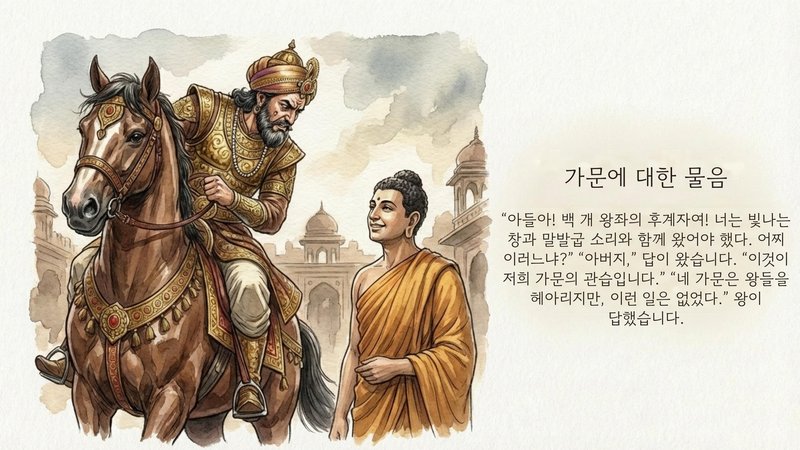 가문에 대한 물음
“아들아! 백 개 왕좌의 후계자여! 너는 빛나는
창과 말발굽 소리와 함께 왔어야 했다. 어찌
이러느냐?” “아버지,” 답이 왔습니다. “이것이
저희 가문의 관습입니다.” “네 가문은 왕들을
헤아리지만, 이런 일은 없었다.” 왕이
답했습니다.